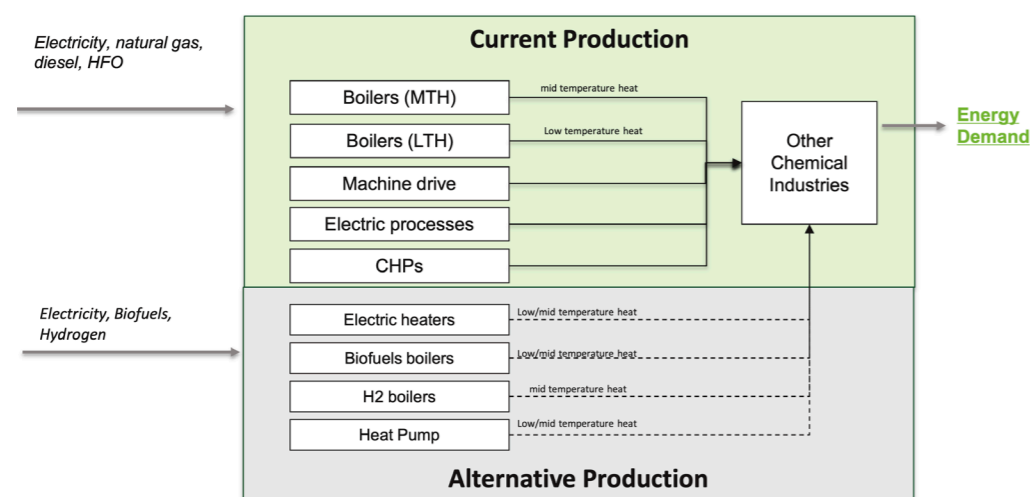 Current Production
Electricity, natural gas,
diesel, HFO
Boilers (MTH)
mid temperature heat
Boilers (LTH)
Low temperature heat
Machine drive
Electric processes
CHPs
Other
Chemical
Industries
Energy
Demand
Electricity, Biofuels,
Hydrogen
Electric heaters
Low/mid temperature heat
Biofuels boilers
Low/mid temperature heat
H2 boilers
mid temperature heat
Heat Pump
Low/mid temperature heat
Alternative Production